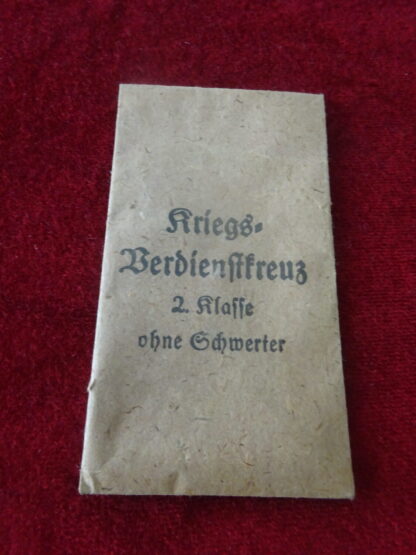 Kriegs-
Verdienstkreuz
2. Klasse
ohne Schwerter